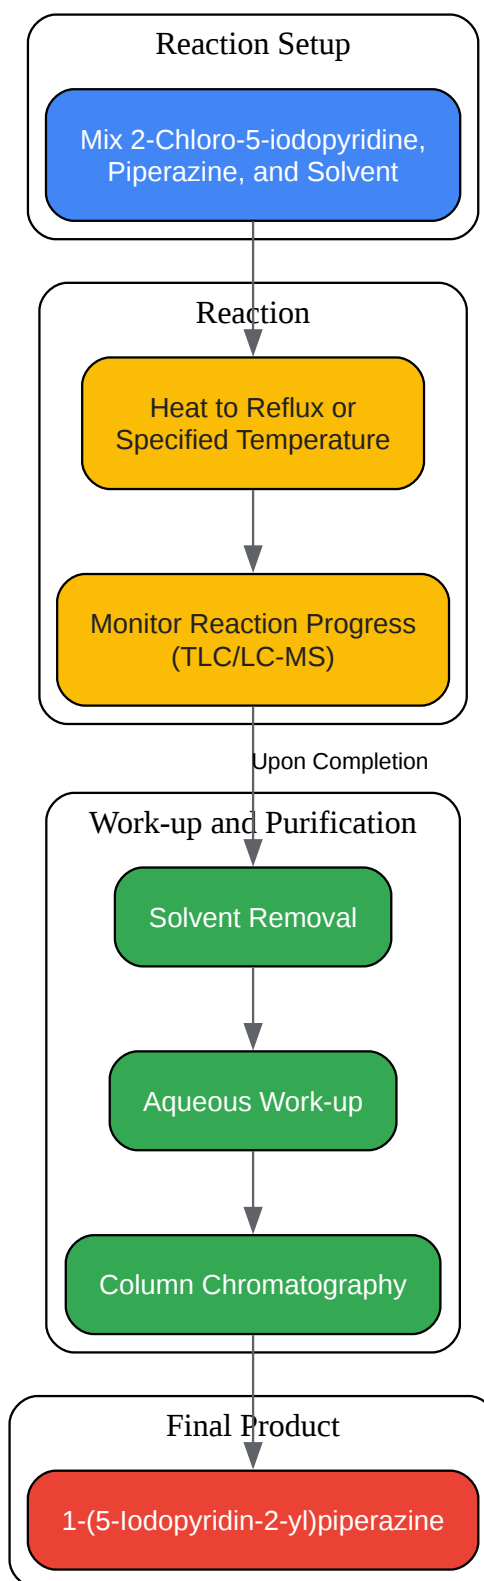 Reaction Setup
Mix 2-Chloro-5-iodopyridine,
Piperazine, and Solvent
Reaction
Heat to Reflux or
Specified Temperature
Monitor Reaction Progress
(TLC/LC-MS)
Upon Completion
Work-up and Purification
Solvent Removal
Aqueous Work-up
Column Chromatography
Final Product
1-(5-Iodopyridin-2-yl)piperazine